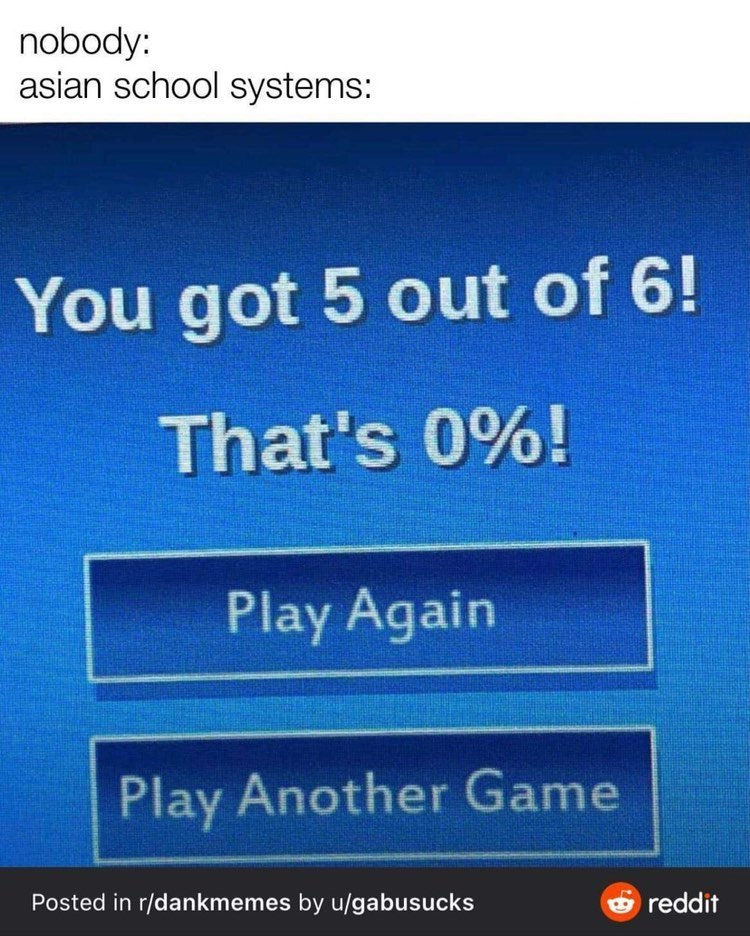 nobody:
asian school systems:
You got 5 out of 6!
That's 0%!
Play Again
Play Another Game
Posted in r/dankmemes by u/gabusucks
reddit